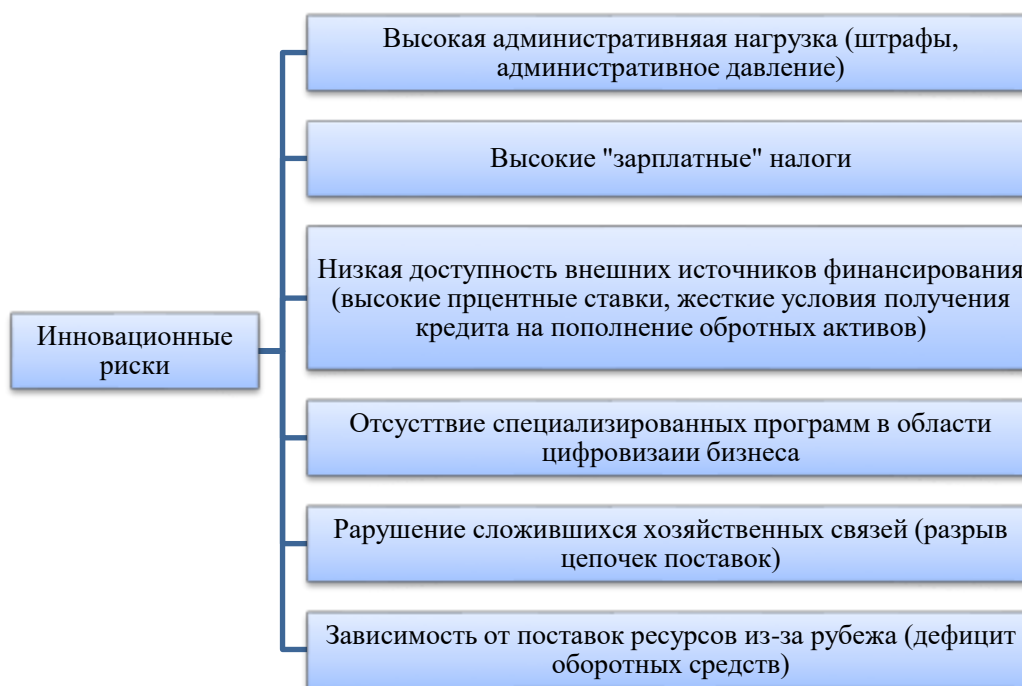 Высокая административняая нагрузка (штрафы,
административное давление)
Высокие "зарплатные" налоги
Низкая доступность внешних источников финансирования
(высокие прцентные ставки, жесткие условия получения
кредита на пополнение обротных активов)
Инновационные
риски
Отсусттвие специализированных программ в области
цифровизаии бизнеса
Рарушение сложившихся хозяйственных связей (разрыв
цепочек поставок)
Зависимость от поставок ресурсов из-за рубежа (дефицит
оборотных средств)